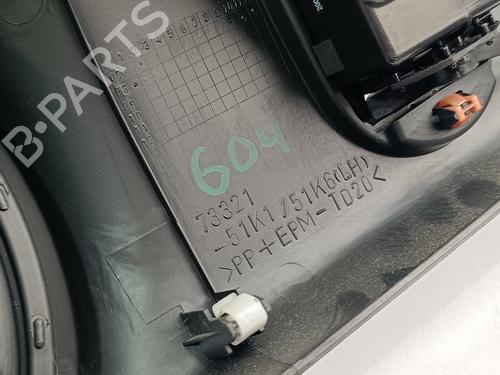 B-PARTS
604
73321
-51K1/51K6(LH)
>PP+EPM-TD20<